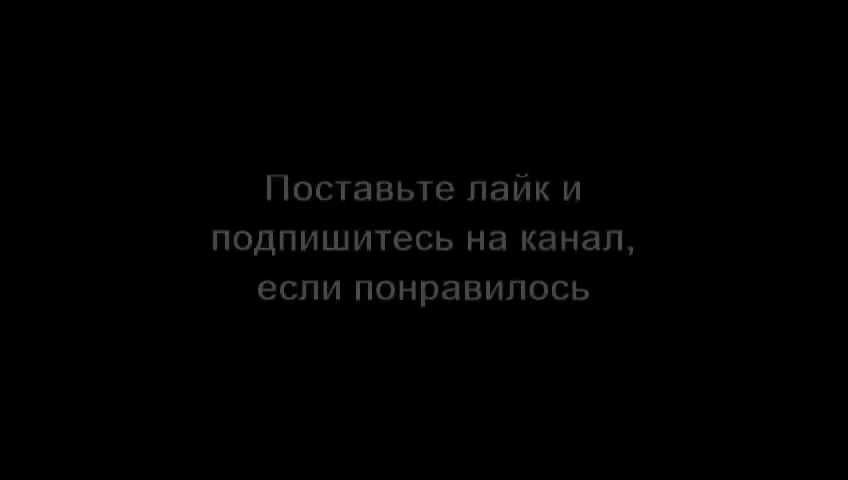 Поставьте лайк и
подпишитесь на канал,
если понравилось